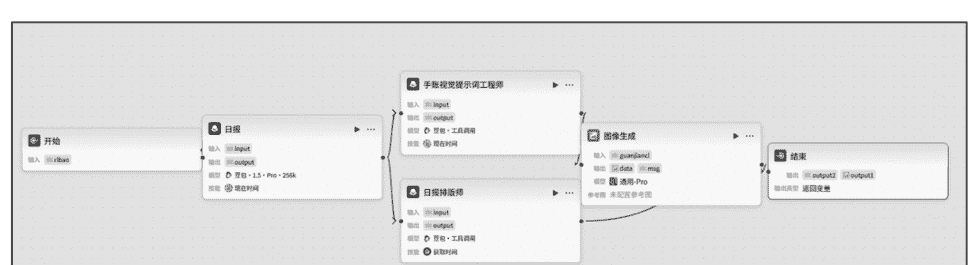 开始
输入 ribao
日报
输入 input
输出 output
模型 豆包·1.5·Pro·256k
技能 现在时间
手账视觉提示词工程师
输入 input
输出 output
模型 豆包·工具调用
技能 现在时间
日报排版师
输入 input
输出 output
模型 豆包·工具调用
技能 获取时间
图像生成
输入 guanjianci
输出 data msg
模型 通用-Pro
参考图 未配置参考图
结束
输出 output2 output1
输出类型 返回变量